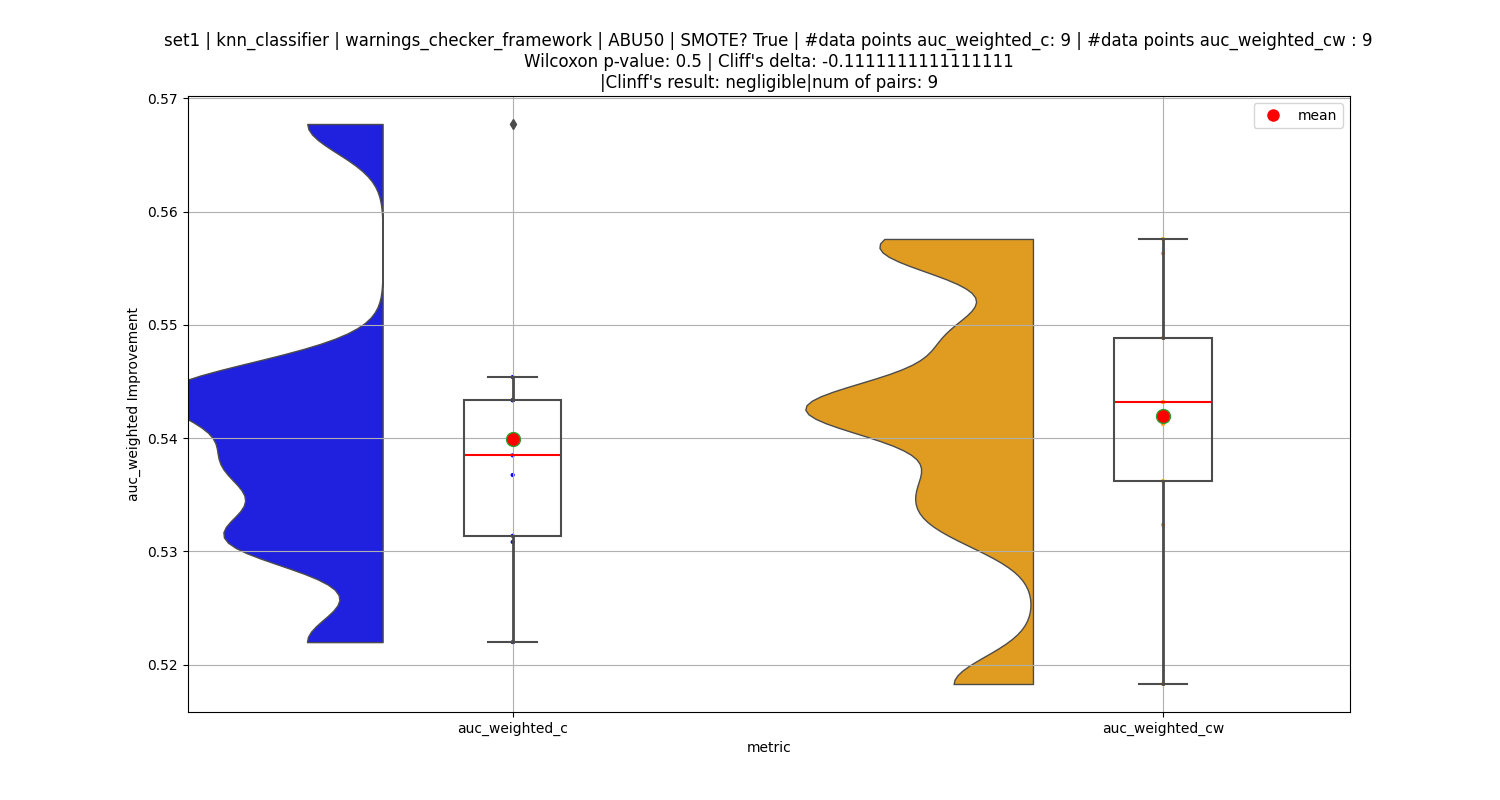 set1 | knn_classifier | warnings_checker_framework | ABU50 | SMOTE? True | #data points auc_weighted_c: 9 | #data points auc_weighted_cw : 9
Wilcoxon p-value: 0.5 | Cliff's delta: -0.1111111111111111
|Clinff's result: negligible|num of pairs: 9
mean
0.57
0.56
0.55
0.54
0.53
0.52
auc_weighted Improvement
auc_weighted_c
auc_weighted_cw
metric